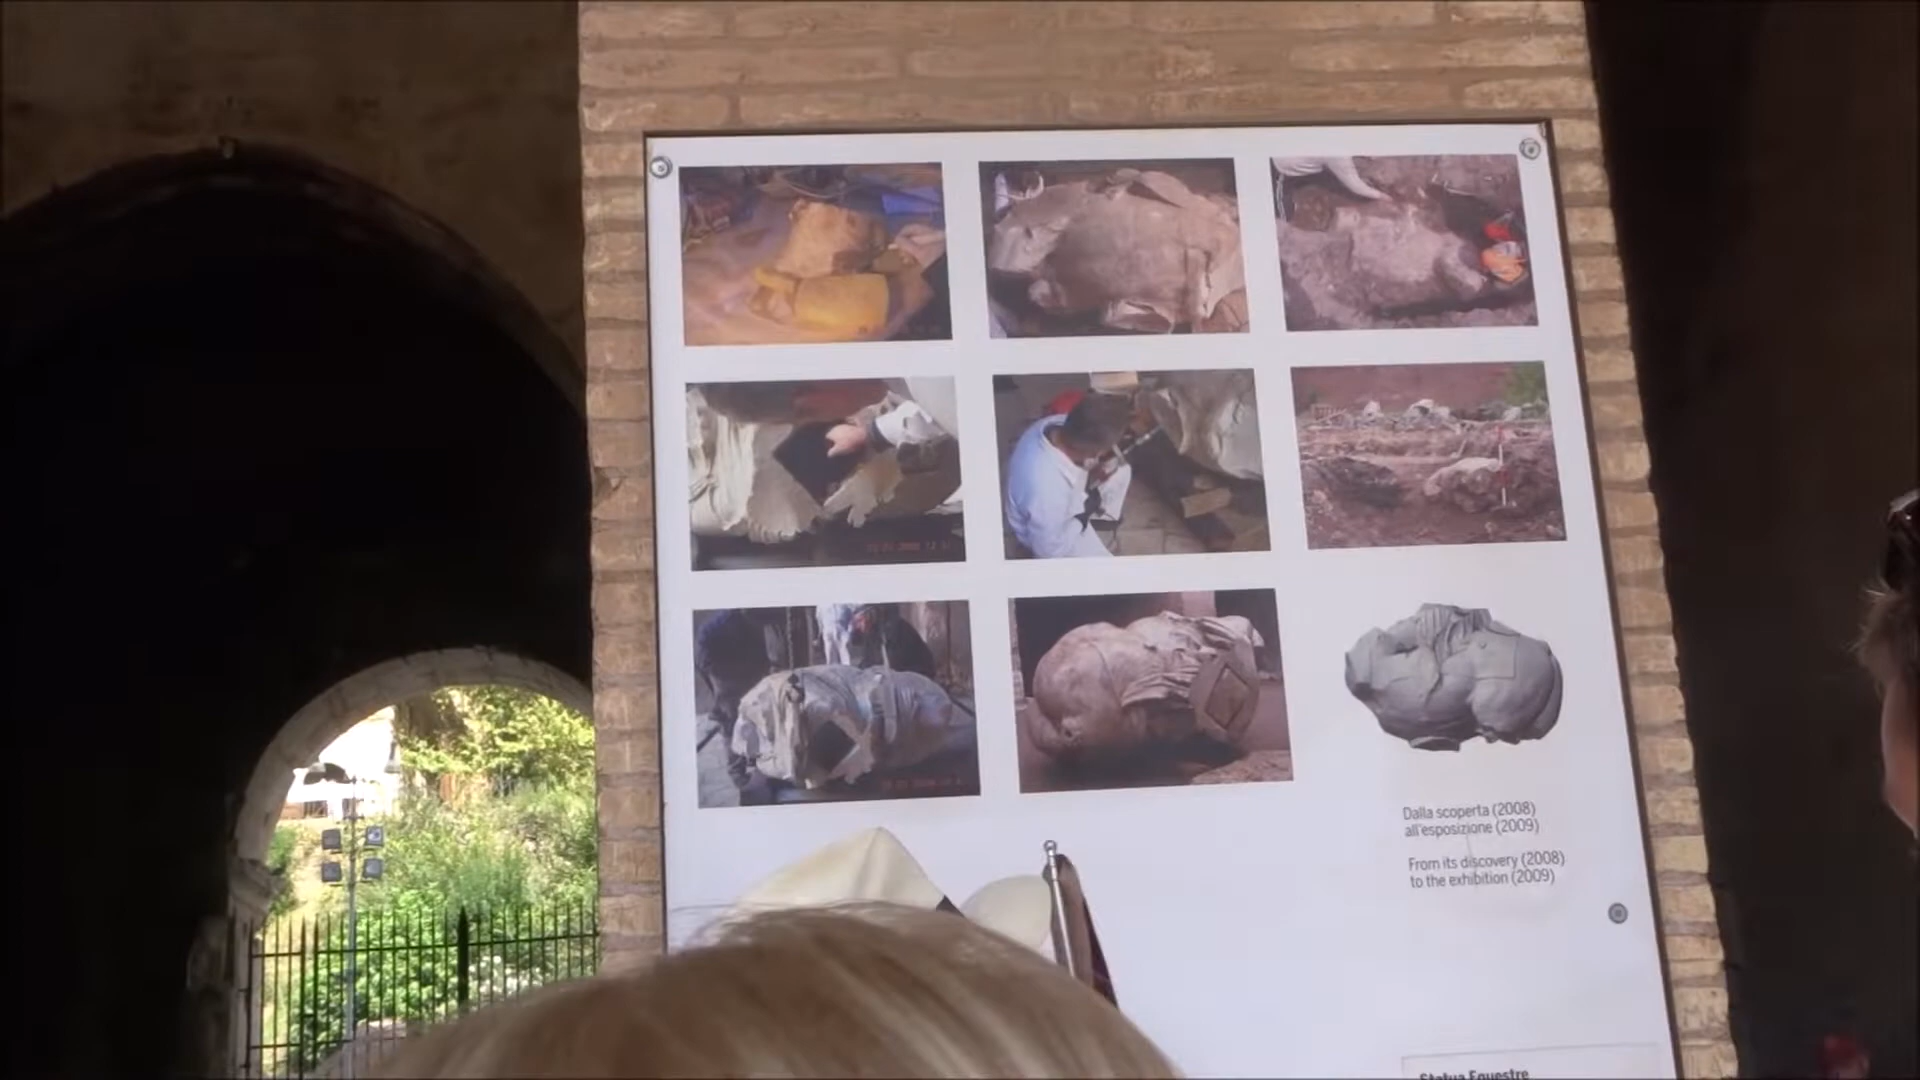 Dalla scoperta (2008)
all'esposizione (2009)
From its discovery (2008)
to the exhibition (2009)
Statua Equestre